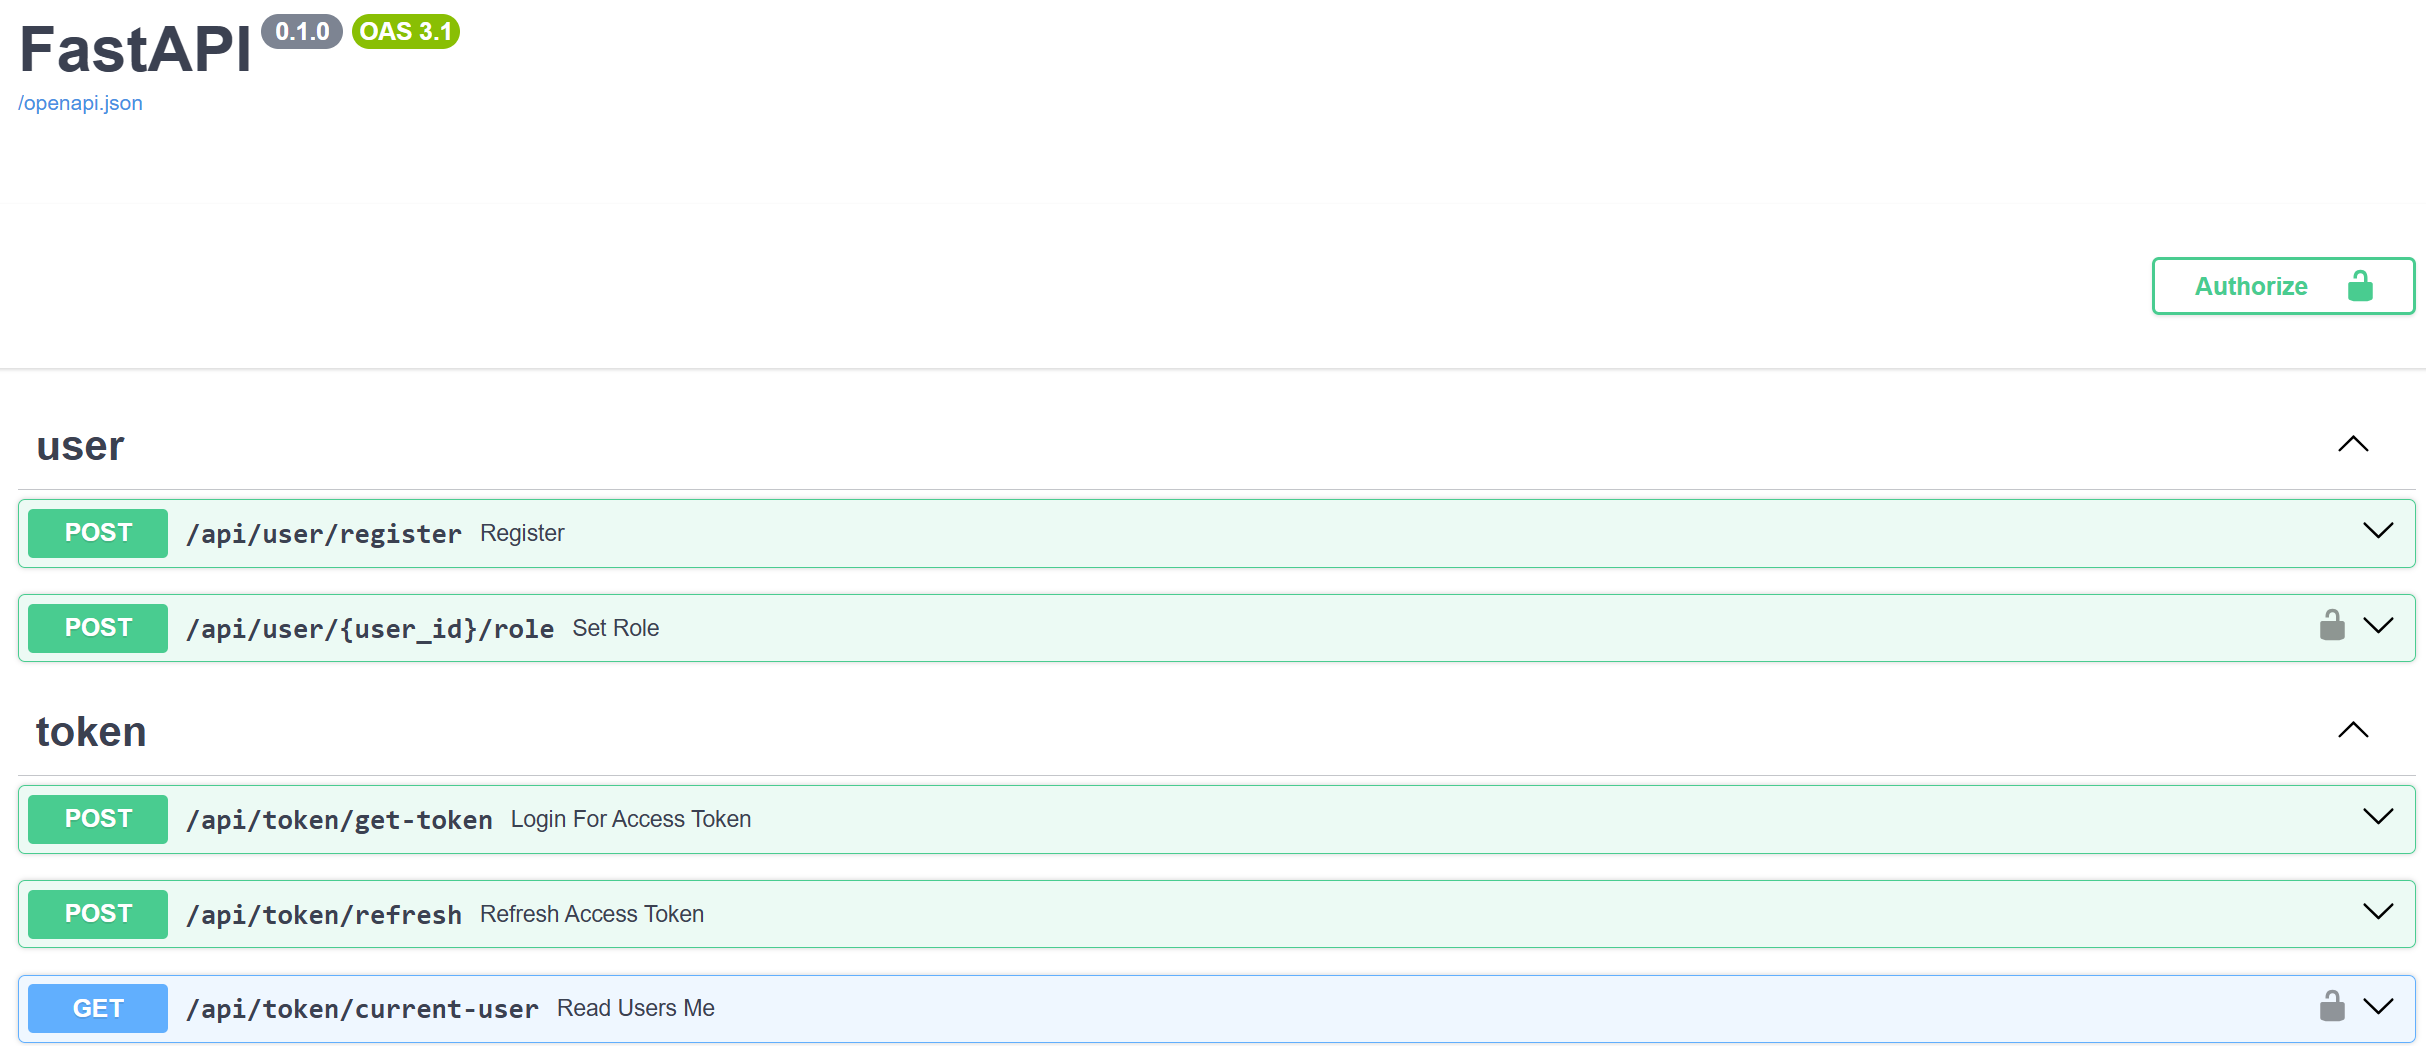 FastAPI 0.1.0 OAS 3.1
/openapi.json
Authorize
user
POST /api/user/register Register
POST /api/user/{user_id}/role Set Role
token
POST /api/token/get-token Login For Access Token
POST /api/token/refresh Refresh Access Token
GET /api/token/current-user Read Users Me